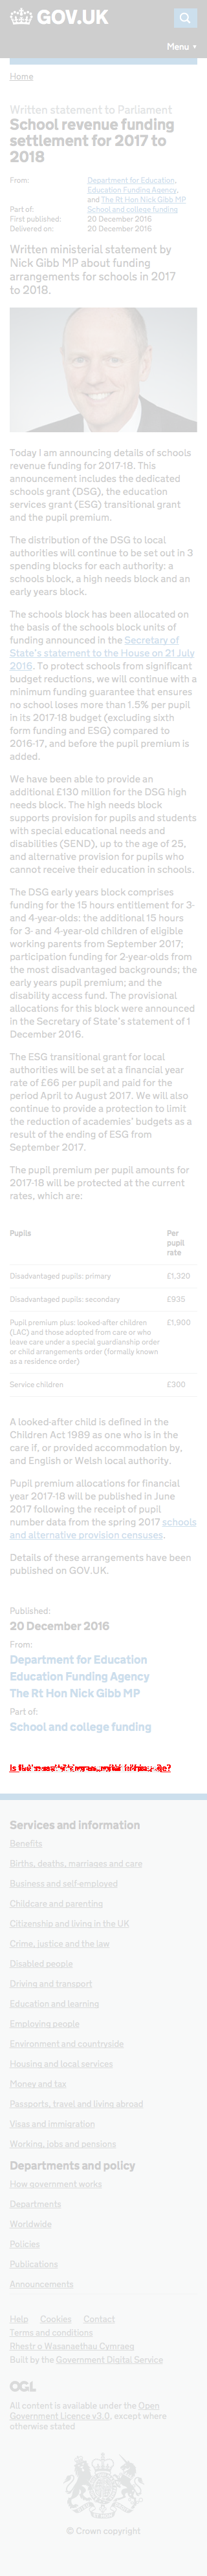 GOV.UK
Menu
Home
Written statement to Parliament
School revenue funding
settlement for 2017 to
2018
From: Department for Education,
Education Funding Agency,
and The Rt Hon Nick Gibb MP
Part of: School and college funding
First published: 20 December 2016
Delivered on: 20 December 2016
Written ministerial statement by
Nick Gibb MP about funding
arrangements for schools in 2017
to 2018.
Today I am announcing details of schools
revenue funding for 2017-18. This
announcement includes the dedicated
schools grant (DSG), the education
services grant (ESG) transitional grant
and the pupil premium.
The distribution of the DSG to local
authorities will continue to be set out in 3
spending blocks for each authority: a
schools block, a high needs block and an
early years block.
The schools block has been allocated on
the basis of the schools block units of
funding announced in the Secretary of
State’s statement to the House on 21 July
2016. To protect schools from significant
budget reductions, we will continue with a
minimum funding guarantee that ensures
no school loses more than 1.5% per pupil
in its 2017-18 budget (excluding sixth
form funding and ESG) compared to
2016-17, and before the pupil premium is
added.
We have been able to provide an
additional £130 million for the DSG high
needs block. The high needs block
supports provision for pupils and students
with special educational needs and
disabilities (SEND), up to the age of 25,
and alternative provision for pupils who
cannot receive their education in schools.
The DSG early years block comprises
funding for the 15 hours entitlement for 3-
and 4-year-olds: the additional 15 hours
for 3- and 4-year-old children of eligible
working parents from September 2017;
participation funding for 2-year-olds from
the most disadvantaged backgrounds; the
early years pupil premium; and the
disability access fund. The provisional
allocations for this block were announced
in the Secretary of State’s statement of 1
December 2016.
The ESG transitional grant for local
authorities will be set at a financial year
rate of £66 per pupil and paid for the
period April to August 2017. We will also
continue to provide a protection to limit
the reduction of academies’ budgets as a
result of the ending of ESG from
September 2017.
The pupil premium per pupil amounts for
2017-18 will be protected at the current
rates, which are:
Pupils Per
pupil
rate
Disadvantaged pupils: primary £1,320
Disadvantaged pupils: secondary £935
Pupil premium plus: looked-after children £1,900
(LAC) and those adopted from care or who
leave care under a special guardianship order
or child arrangements order (formally known
as a residence order)
Service children £300
A looked-after child is defined in the
Children Act 1989 as one who is in the
care of, or provided accommodation by,
and English or Welsh local authority.
Pupil premium allocations for financial
year 2017-18 will be published in June
2017 following the receipt of pupil
number data from the spring 2017 schools
and alternative provision censuses.
Details of these arrangements have been
published on GOV.UK.
Published:
20 December 2016
From:
Department for Education
Education Funding Agency
The Rt Hon Nick Gibb MP
Part of:
School and college funding
Services and information
Benefits
Births, deaths, marriages and care
Business and self-employed
Childcare and parenting
Citizenship and living in the UK
Crime, justice and the law
Disabled people
Driving and transport
Education and learning
Employing people
Environment and countryside
Housing and local services
Money and tax
Passports, travel and living abroad
Visas and immigration
Working, jobs and pensions
Departments and policy
How government works
Departments
Worldwide
Policies
Publications
Announcements
Help Cookies Contact
Terms and conditions
Rhestr o Wasanaethau Cymraeg
Built by the Government Digital Service
OGL
All content is available under the Open
Government Licence v3.0, except where
otherwise stated
© Crown copyright